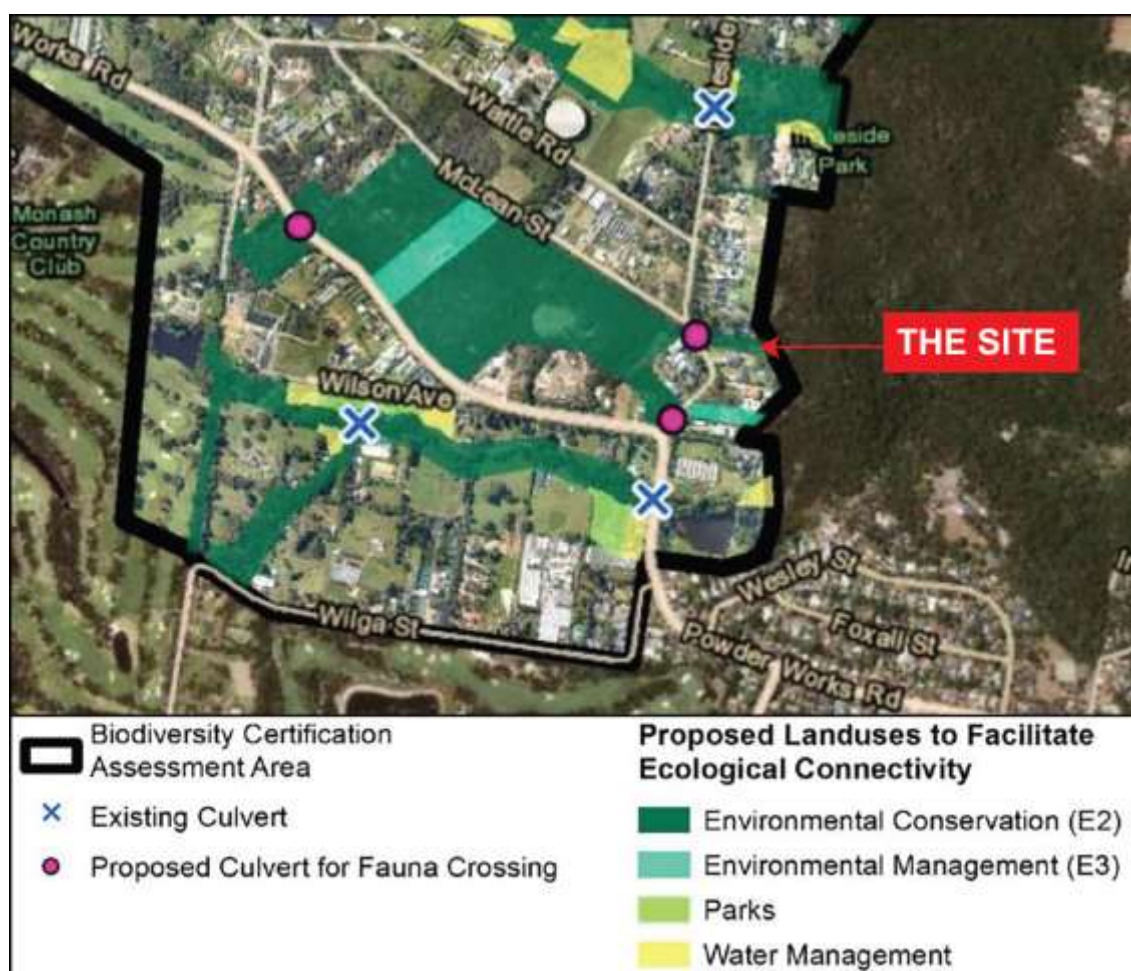 Works Rd
eside
Wattle Rd
McLean St
eside
Park
Monash
Country
Club
THE SITE
Wilson Ave
Wesley St
Foxall St
Wilga St
Powder Works Rd
Biodiversity Certification
Assessment Area
Existing Culvert
Proposed Culvert for Fauna Crossing
Proposed Landuses to Facilitate
Ecological Connectivity
Environmental Conservation (E2)
Environmental Management (E3)
Parks
Water Management